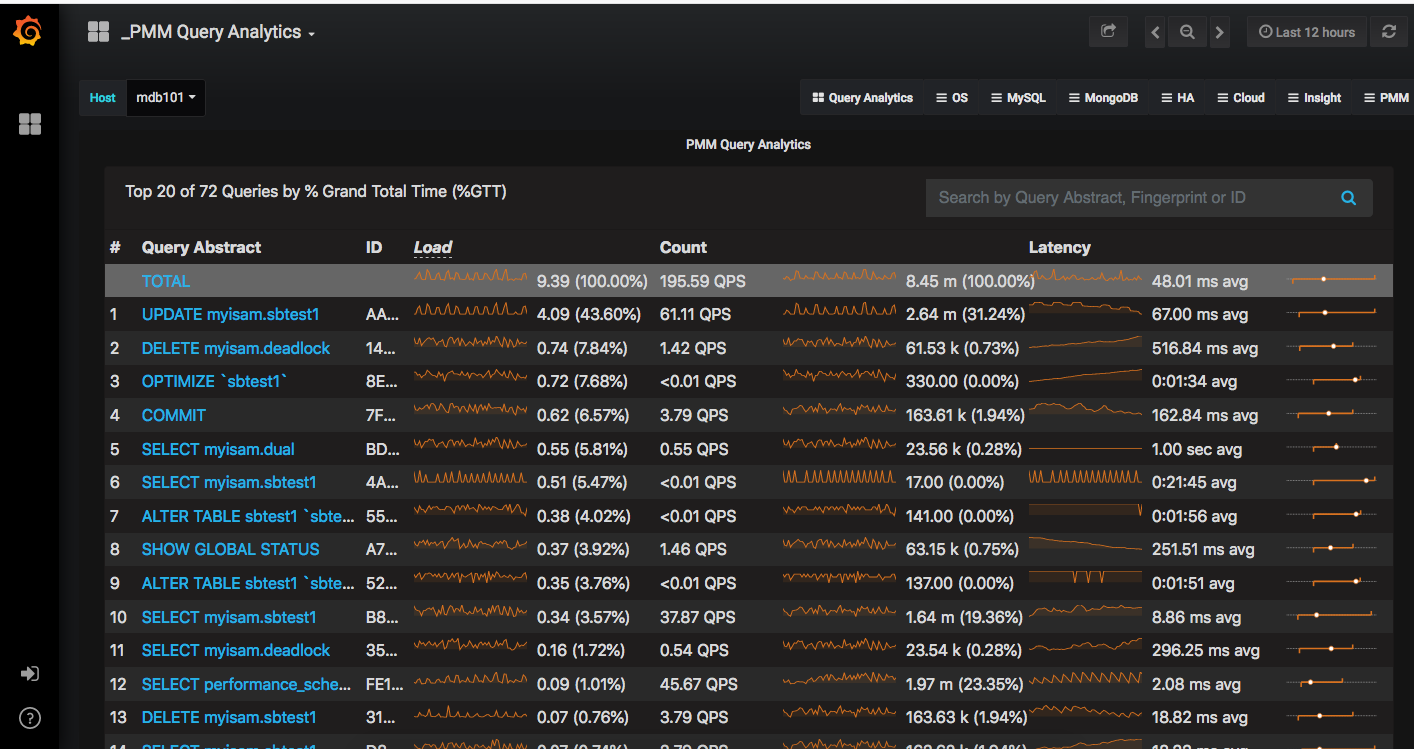 _PMM Query Analytics
Last 12 hours
Host mdb101
Query Analytics OS MySQL MongoDB HA Cloud Insight PMM
PMM Query Analytics
Top 20 of 72 Queries by % Grand Total Time (%GTT)
Search by Query Abstract, Fingerprint or ID
# Query Abstract ID Load Count Latency
TOTAL 9.39 (100.00%) 195.59 QPS 8.45 m (100.00%) 48.01 ms avg
1 UPDATE myisam.sbtest1 AA... 4.09 (43.60%) 61.11 QPS 2.64 m (31.24%) 67.00 ms avg
2 DELETE myisam.deadlock 14... 0.74 (7.84%) 1.42 QPS 61.53 k (0.73%) 516.84 ms avg
3 OPTIMIZE `sbtest1` 8E... 0.72 (7.68%) <0.01 QPS 330.00 (0.00%) 0:01:34 avg
4 COMMIT 7F... 0.62 (6.57%) 3.79 QPS 163.61 k (1.94%) 162.84 ms avg
5 SELECT myisam.dual BD... 0.55 (5.81%) 0.55 QPS 23.56 k (0.28%) 1.00 sec avg
6 SELECT myisam.sbtest1 4A... 0.51 (5.47%) <0.01 QPS 17.00 (0.00%) 0:21:45 avg
7 ALTER TABLE sbtest1 `sbte... 55... 0.38 (4.02%) <0.01 QPS 141.00 (0.00%) 0:01:56 avg
8 SHOW GLOBAL STATUS A7... 0.37 (3.92%) 1.46 QPS 63.15 k (0.75%) 251.51 ms avg
9 ALTER TABLE sbtest1 `sbte... 52... 0.35 (3.76%) <0.01 QPS 137.00 (0.00%) 0:01:51 avg
10 SELECT myisam.sbtest1 B8... 0.34 (3.57%) 37.87 QPS 1.64 m (19.36%) 8.86 ms avg
11 SELECT myisam.deadlock 35... 0.16 (1.72%) 0.54 QPS 23.54 k (0.28%) 296.25 ms avg
12 SELECT performance_sche... FE1... 0.09 (1.01%) 45.67 QPS 1.97 m (23.35%) 2.08 ms avg
13 DELETE myisam.sbtest1 31... 0.07 (0.76%) 3.79 QPS 163.63 k (1.94%) 18.82 ms avg
14 SELECT myisam.sbtest1